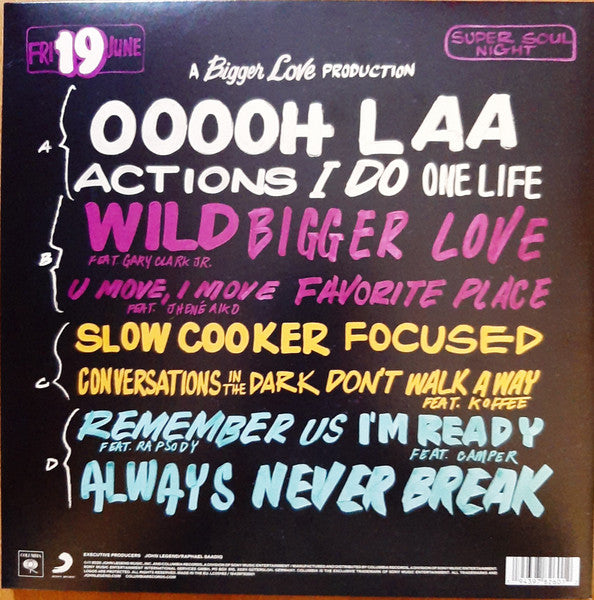 FRI 19 JUNE
SUPER SOUL
NIGHT
A Bigger Love PRODUCTION
A
OOOOH LAA
ACTIONS I DO ONE LIFE
B
WILD BIGGER LOVE
FEAT. GARY CLARK JR.
U MOVE, I MOVE FAVORITE PLACE
FEAT. JHENÉ AIKO
C
SLOW COOKER FOCUSED
CONVERSATIONS IN THE DARK DON'T WALK AWAY
FEAT. KOFFEE
D
REMEMBER US I'M READY
FEAT. RAPSODY
FEAT. CAMPER
ALWAYS NEVER BREAK
COLUMBIA
EXECUTIVE PRODUCERS JOHN LEGEND/RAPHAEL SAADIQ